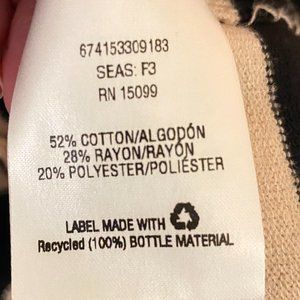 674153309183
SEAS: F3
RN 15099
52% COTTON/ALGODÓN
28% RAYON/RAYÓN
20% POLYESTER/POLIÉSTER
LABEL MADE WITH
Recycled (100%) BOTTLE MATERIAL